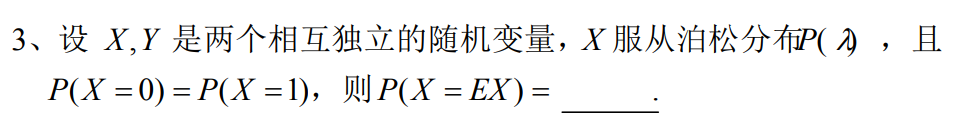 3、设 X,Y 是两个相互独立的随机变量，X 服从泊松分布P( λ) ，且
P(X = 0) = P(X = 1)，则 P(X = EX) = ______.